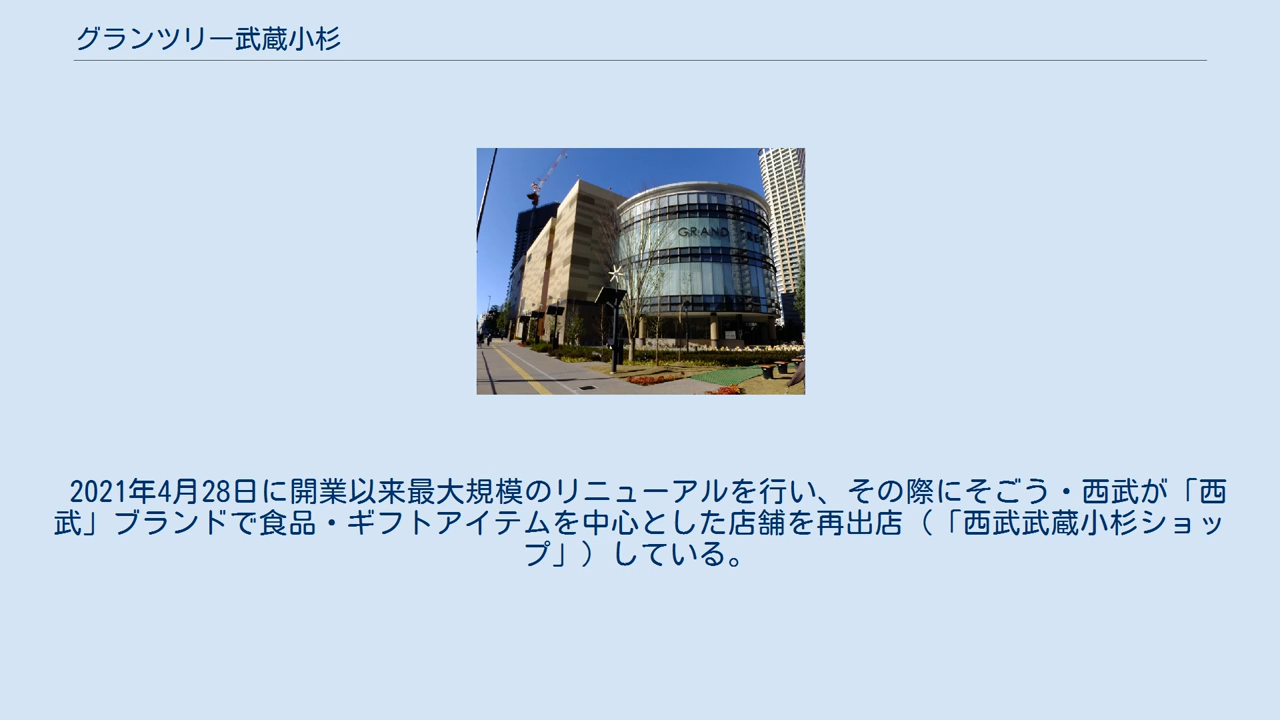 グランツリー武蔵小杉
GRAND TREE
2021年4月28日に開業以来最大規模のリニューアルを行い、その際にそごう・西武が「西
武」ブランドで食品・ギフトアイテムを中心とした店舗を再出店（「西武武蔵小杉ショッ
プ」）している。